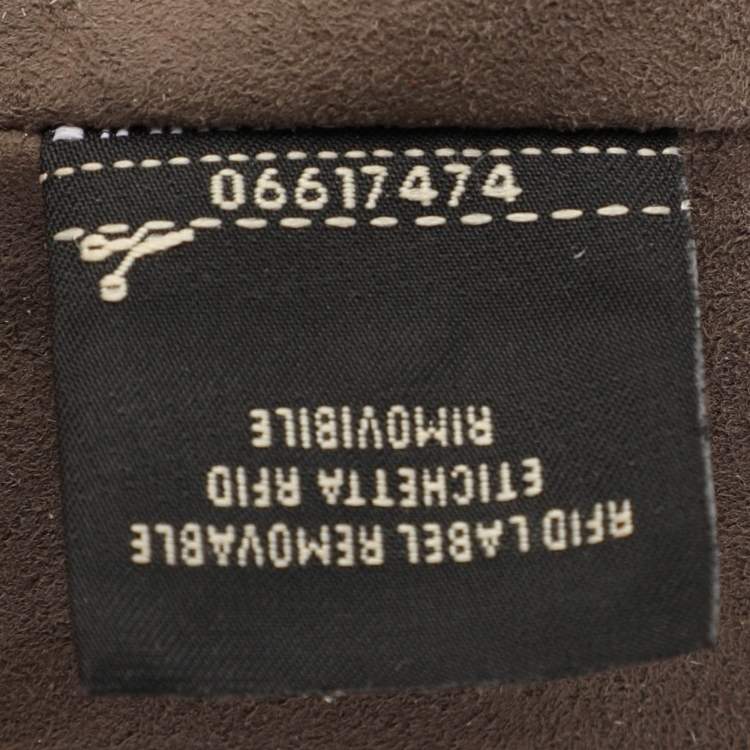 06617474
RFID LABEL REMOVABLE
ETICHETTA RFID
RIMOVIBILE